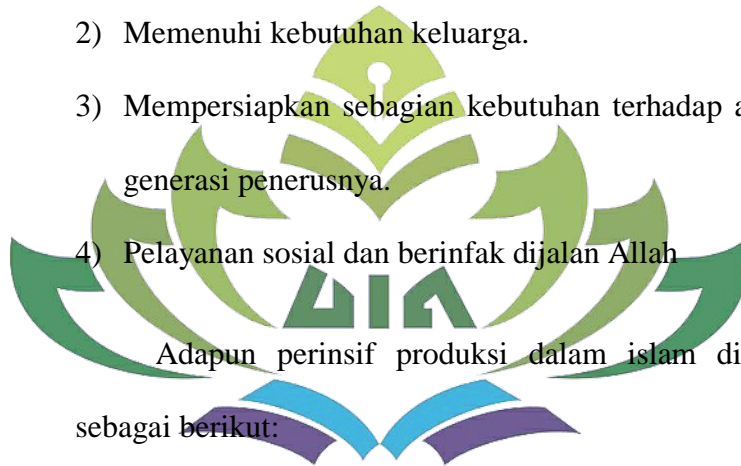 2) Memenuhi kebutuhan keluarga.
3) Mempersiapkan sebagian kebutuhan terhadap
generasi penerusnya.
4) Pelayanan sosial dan berinfak dijalan Allah
UIN
Adapun perinsif produksi dalam islam
sebagai berikut: